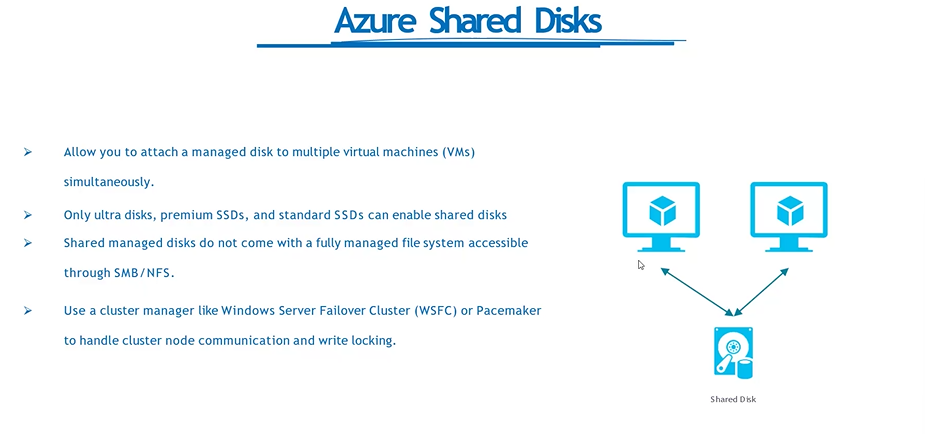 Azure Shared Disks
➢ Allow you to attach a managed disk to multiple virtual machines (VMs)
simultaneously.
➢ Only ultra disks, premium SSDs, and standard SSDs can enable shared disks
➢ Shared managed disks do not come with a fully managed file system accessible
through SMB/NFS.
➢ Use a cluster manager like Windows Server Failover Cluster (WSFC) or Pacemaker
to handle cluster node communication and write locking.
Shared Disk